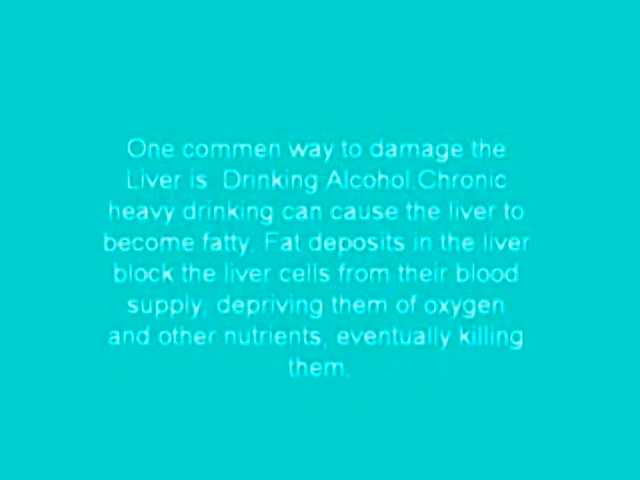 One commen way to damage the
Liver is  Drinking Alcohol.Chronic
heavy drinking can cause the liver to
become fatty. Fat deposits in the liver
block the liver cells from their blood
supply, depriving them of oxygen
and other nutrients, eventually killing
them.